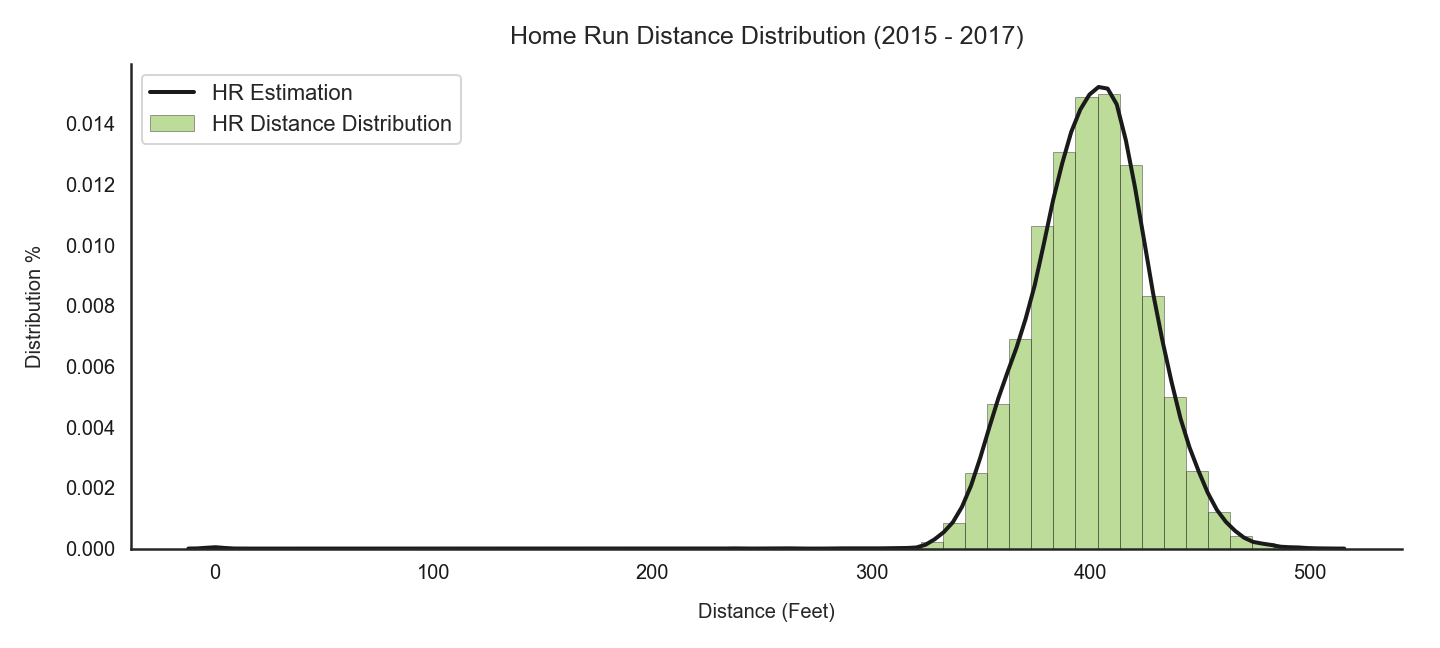 Home Run Distance Distribution (2015 - 2017)
HR Estimation
HR Distance Distribution
Distribution %
0.014
0.012
0.010
0.008
0.006
0.004
0.002
0.000
0 100 200 300 400 500
Distance (Feet)